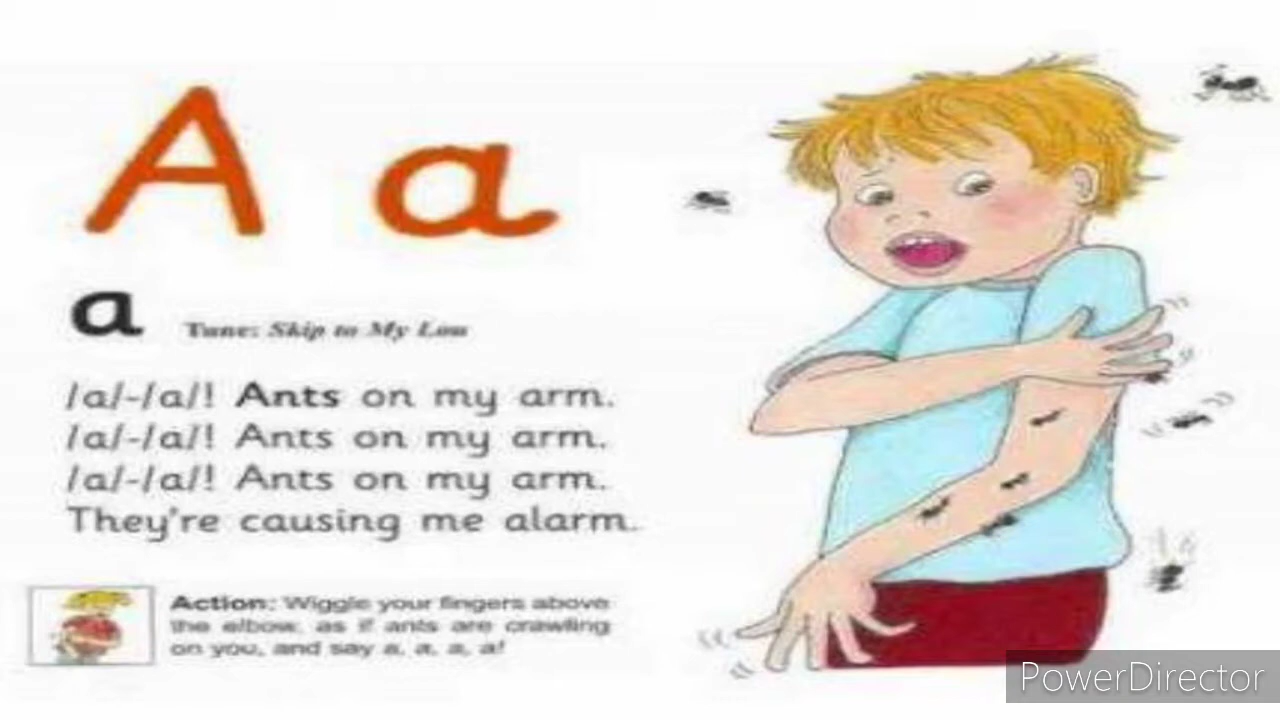 A a
a Tune: Skip to My Lou
/a/-/a/! Ants on my arm.
/a/-/a/! Ants on my arm.
/a/-/a/! Ants on my arm.
They're causing me alarm.
Action: Wiggle your fingers above
the elbow, as if ants are crawling
on you, and say a, a, a, a!
PowerDirector